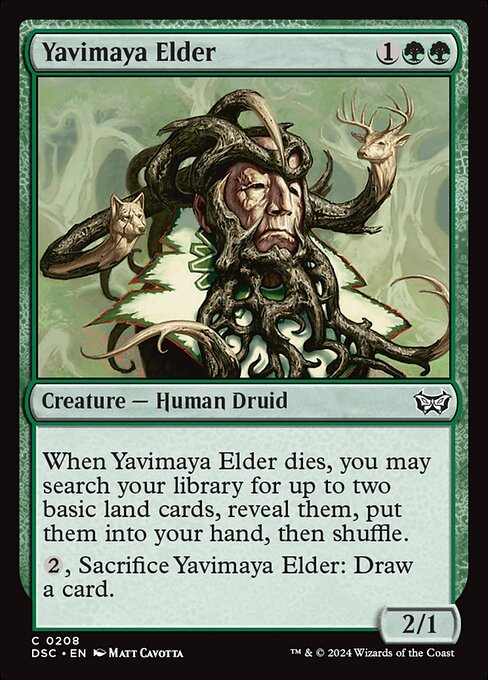 Yavimaya Elder 1
Creature — Human Druid
When Yavimaya Elder dies, you may
search your library for up to two
basic land cards, reveal them, put
them into your hand, then shuffle.
2, Sacrifice Yavimaya Elder: Draw
a card.
2/1
C 0208
DSC • EN Matt Cavotta
™ & © 2024 Wizards of the Coast